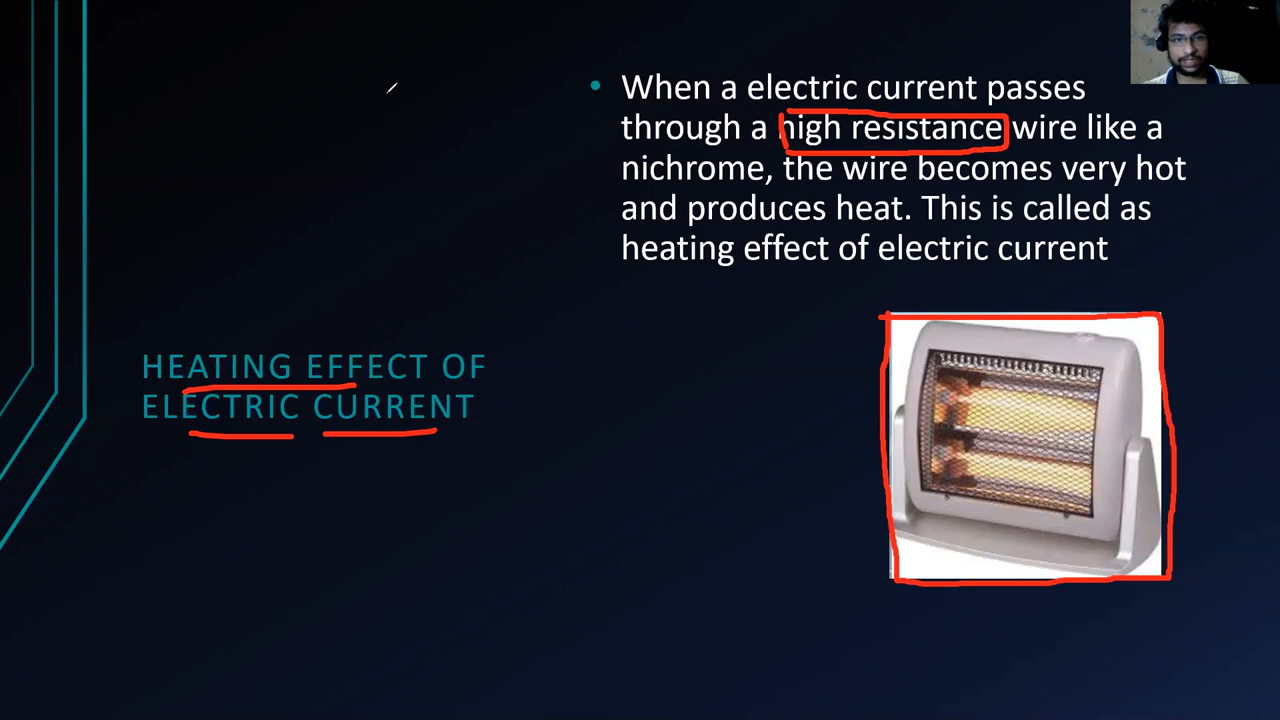 When a electric current passes
through a high resistance wire like a
nichrome, the wire becomes very hot
and produces heat. This is called as
heating effect of electric current
HEATING EFFECT OF
ELECTRIC CURRENT